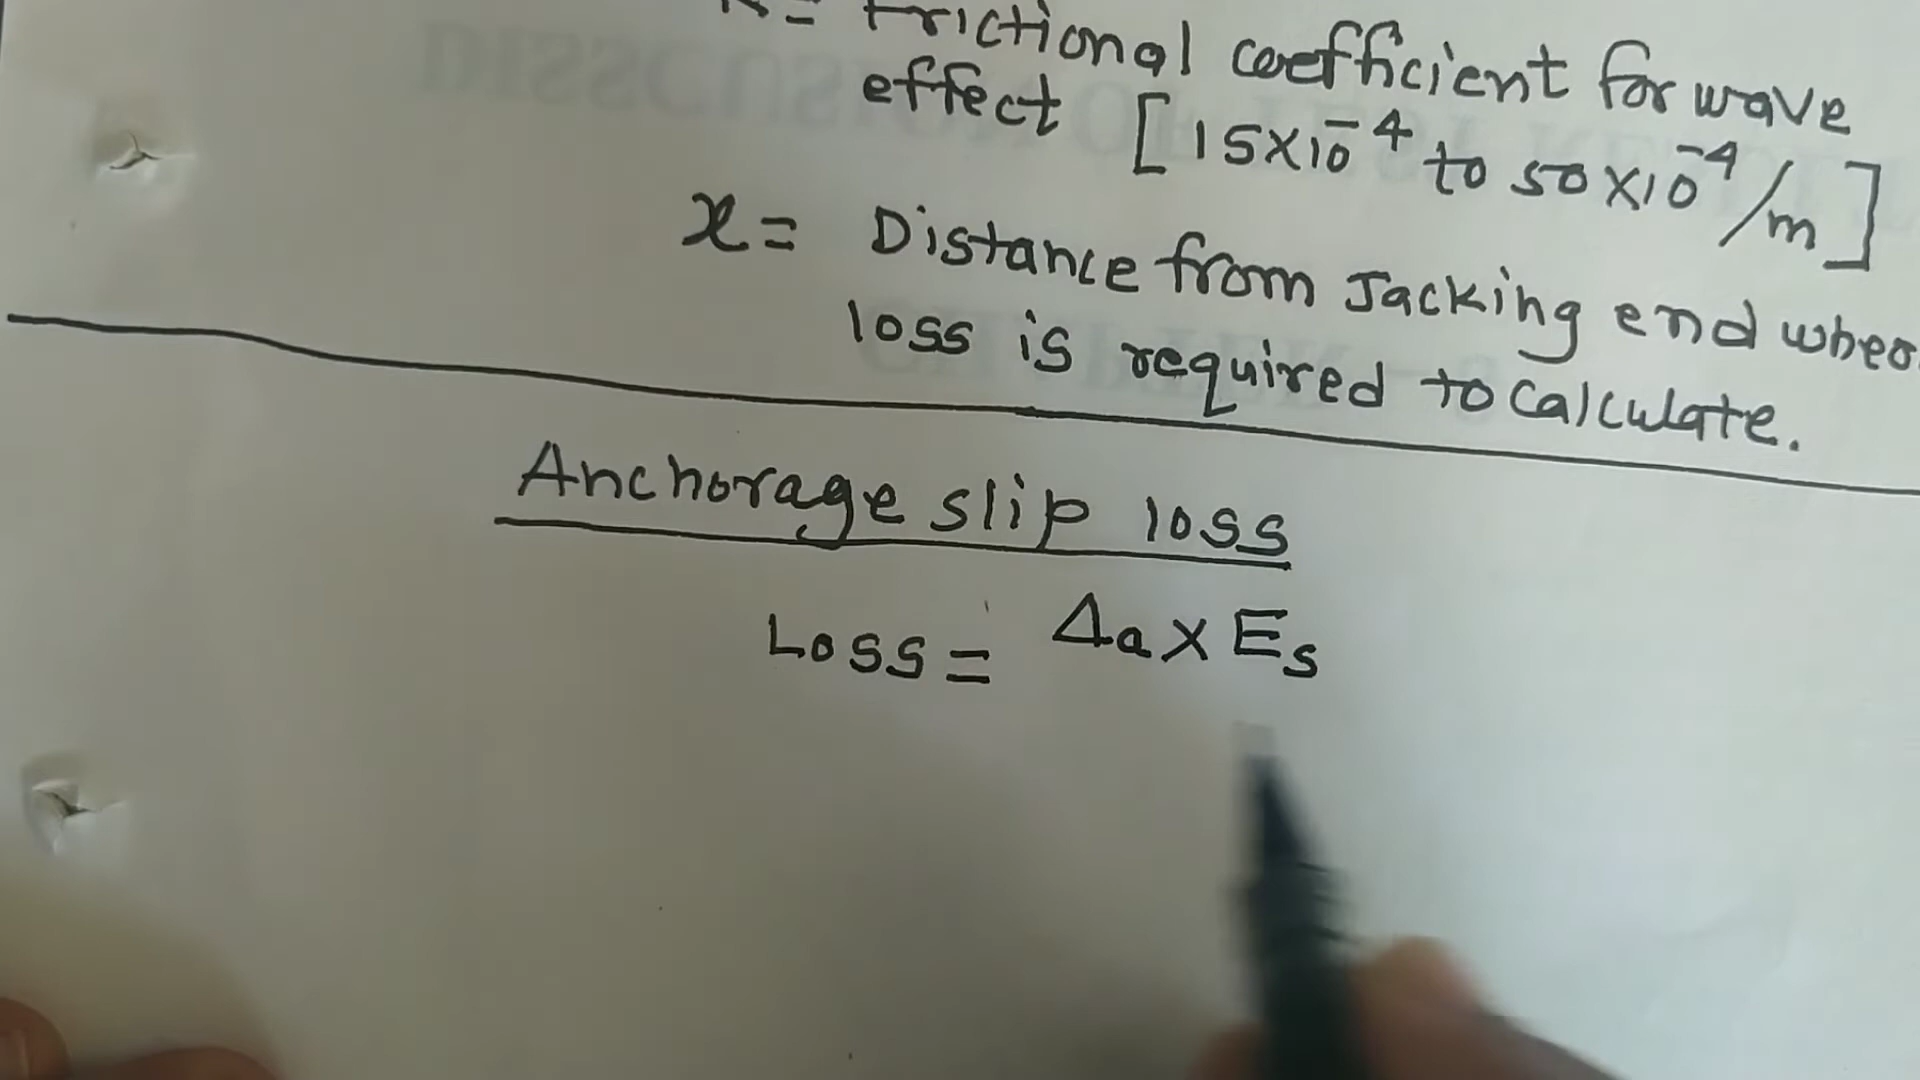 = Frictional coefficient for wave
effect [15×10⁻⁴ to 50×10⁻⁴/m]
x = Distance from Jacking end
loss is required to calculate.
Anchorage slip loss
Loss = Δa × Es